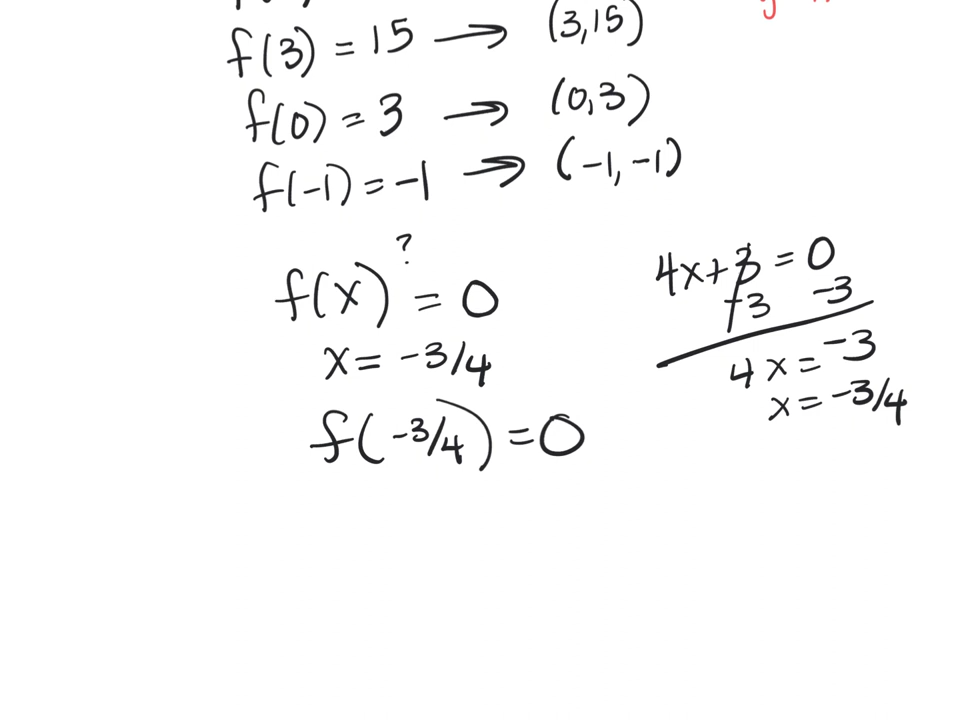 f(3) = 15 → (3,15)
f(0) = 3 → (0,3)
f(-1) = -1 → (-1, -1)
?
f(x) = 0
x = -3/4
f(-3/4) = 0
4x+3 = 0
-3 -3
4x = -3
x = -3/4